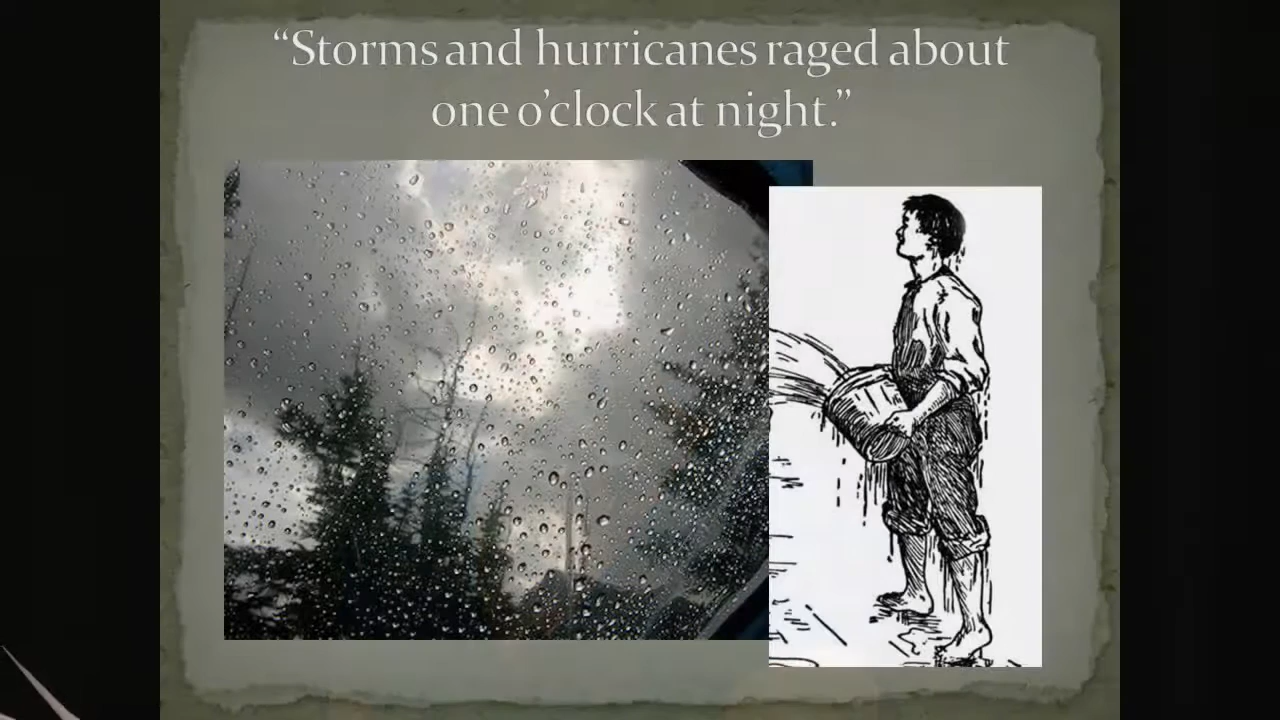 “Storms and hurricanes raged about
one o’clock at night.”